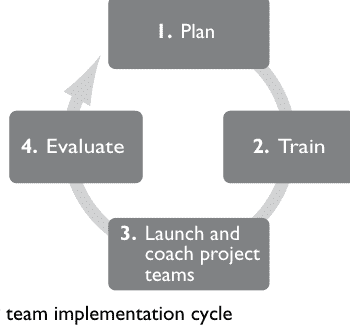 1. Plan
2. Train
3. Launch and
coach project
teams
4. Evaluate
team implementation cycle